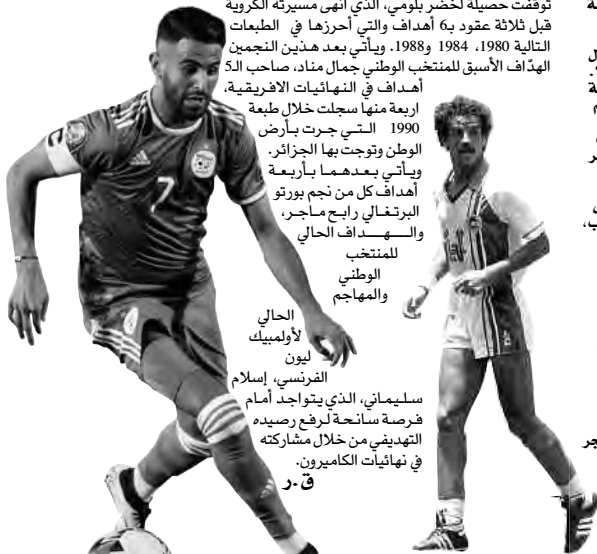 توقفت حصيلة لخضر بلومي، الذي أنهى مسيرته الكروية
قبل ثلاثة عقود بـ6 أهداف والتي أحرزها في الطبعات
التالية 1980، 1984 و1988. ويأتي بعد هذين النجمين
الهدّاف الأسبق للمنتخب الوطني جمال مناد، صاحب الـ5
أهداف في النهائيات الافريقية،
اربعة منها سجلت خلال طبعة
1990 التي جرت بأرض
الوطن وتوجت بها الجزائر.
ويأتي بعدهما بأربعة
أهداف كل من نجم بورتو
البرتغالي رابح ماجر،
والهداف الحالي
للمنتخب
الوطني
والمهاجم
الحالي
لأولمبيك
ليون
الفرنسي، إسلام
سليماني، الذي يتواجد أمام
فرصة سانحة لرفع رصيده
التهديفي من خلال مشاركته
في نهائيات الكاميرون.
ق.ر
7